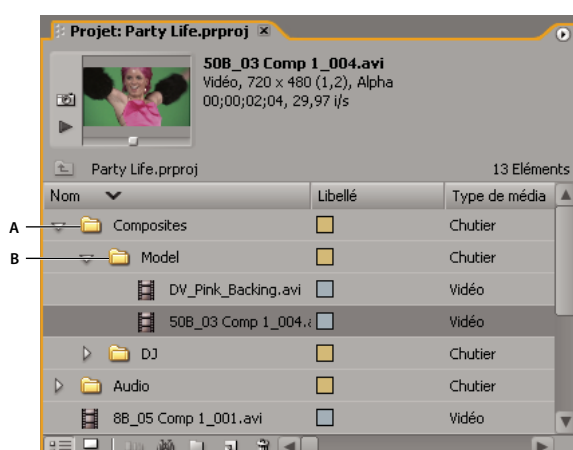 Projet: Party Life.prproj
50B_03 Comp 1_004.avi
Vidéo, 720 x 480 (1,2), Alpha
00;00;02;04, 29,97 i/s
Party Life.prproj 13 Eléments
Nom Libellé Type de média
A Composites Chutier
B Model Chutier
DV_Pink_Backing.avi Vidéo
50B_03 Comp 1_004.a Vidéo
DJ Chutier
Audio Chutier
8B_05 Comp 1_001.avi Vidéo